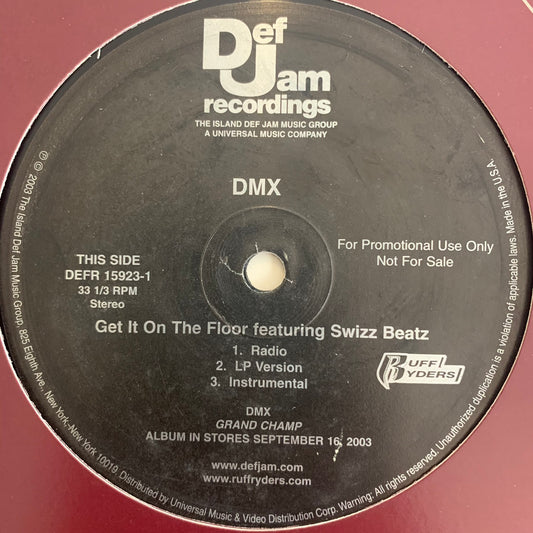 Def
Jam
recordings
THE ISLAND DEF JAM MUSIC GROUP
A UNIVERSAL MUSIC COMPANY
DMX
THIS SIDE
DEFR 15923-1
33 1/3 RPM
Stereo
For Promotional Use Only
Not For Sale
Get It On The Floor featuring Swizz Beatz
1. Radio
2. LP Version
3. Instrumental
RUFF
RYDERS
DMX
GRAND CHAMP
ALBUM IN STORES SEPTEMBER 16, 2003
www.defjam.com
www.ruffryders.com
℗ © 2003 The Island Def Jam Music Group, 825 Eighth Ave., New York, New York 10019. Distributed by Universal Music & Video Distribution Corp. Warning: All rights reserved. Unauthorized duplication is a violation of applicable laws. Made in the U.S.A.